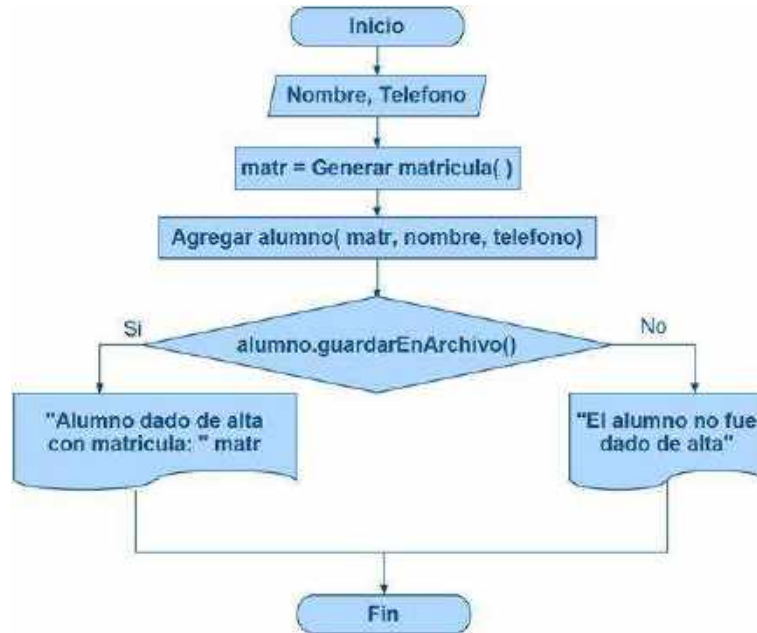 Inicio
Nombre, Telefono
matr = Generar matricula( )
Agregar alumno( matr, nombre, telefono)
Si
No
alumno.guardarEnArchivo()
"Alumno dado de alta
con matricula: " matr
"El alumno no fue
dado de alta"
Fin